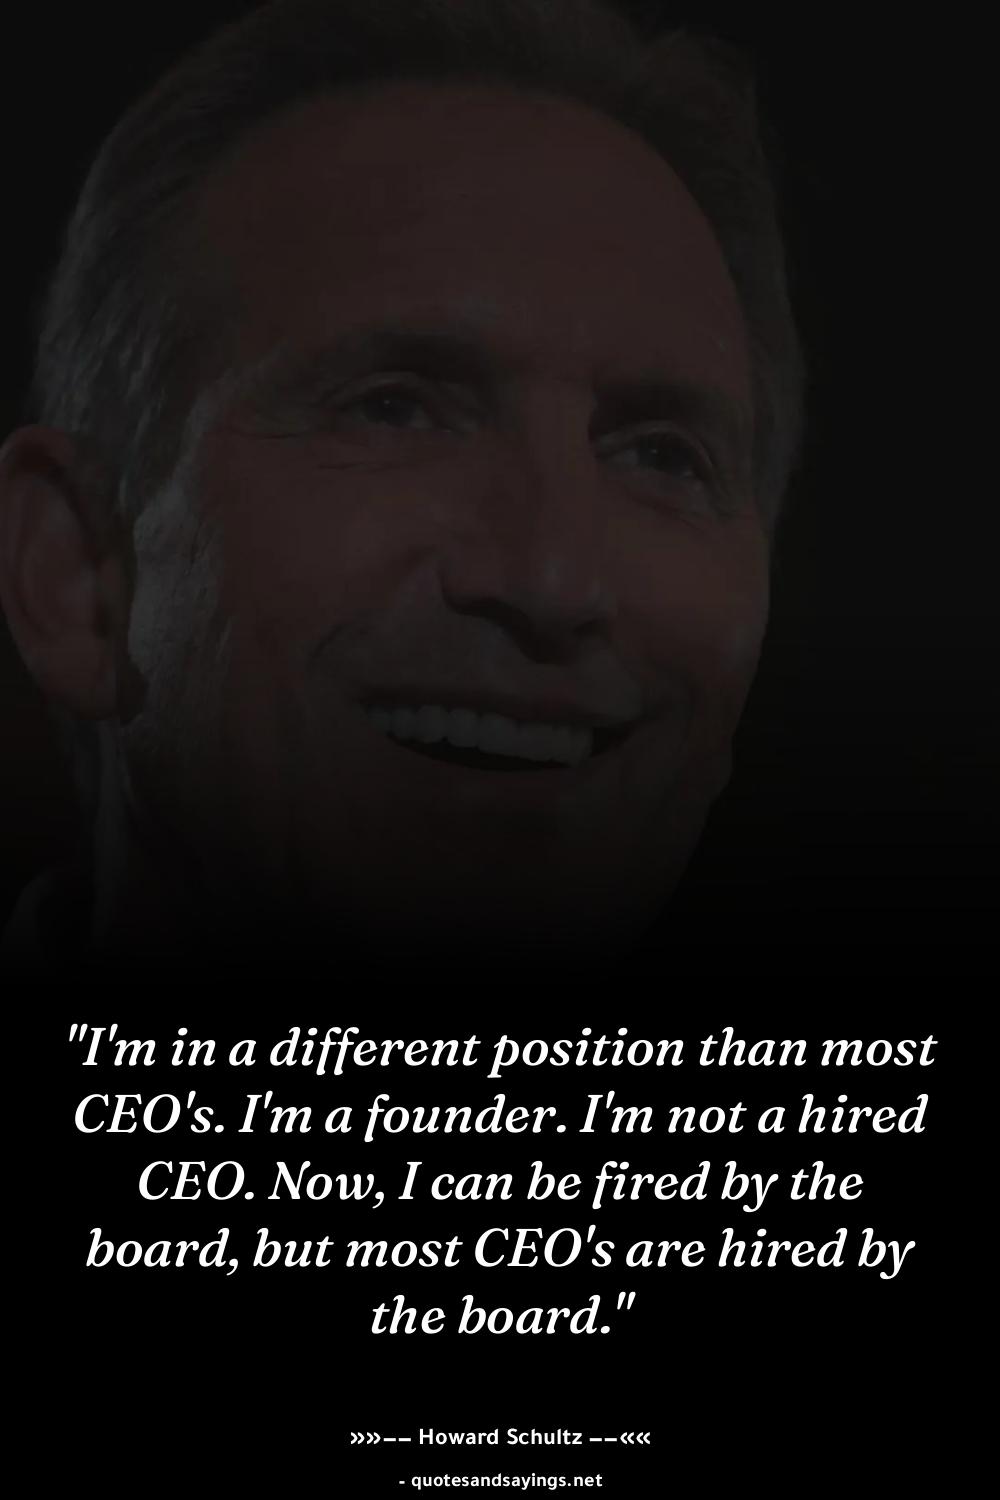 "I'm in a different position than most
CEO's. I'm a founder. I'm not a hired
CEO. Now, I can be fired by the
board, but most CEO's are hired by
the board."
»»−− Howard Schultz −−««
- quotesandsayings.net